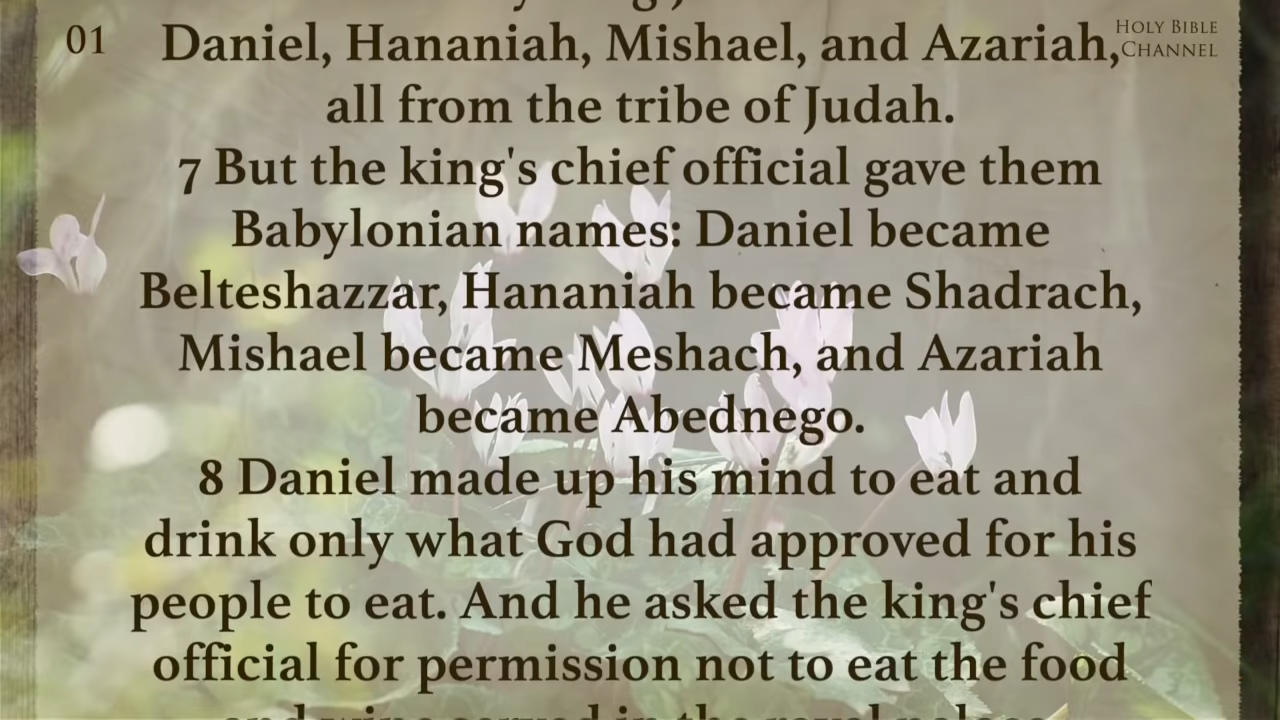 01
HOLY BIBLE
CHANNEL
Daniel, Hananiah, Mishael, and Azariah,
all from the tribe of Judah.
7 But the king's chief official gave them
Babylonian names: Daniel became
Belteshazzar, Hananiah became Shadrach,
Mishael became Meshach, and Azariah
became Abednego.
8 Daniel made up his mind to eat and
drink only what God had approved for his
people to eat. And he asked the king's chief
official for permission not to eat the food